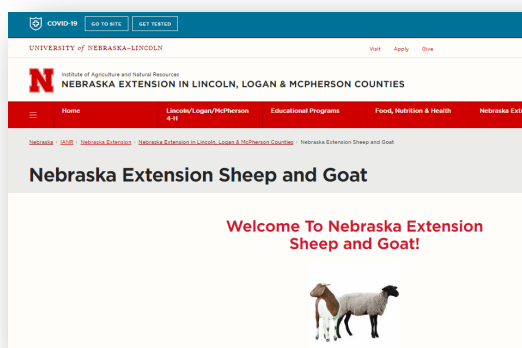 COVID-19 GO TO SITE GET TESTED
UNIVERSITY of NEBRASKA–LINCOLN Visit Apply Give
N Institute of Agriculture and Natural Resources
NEBRASKA EXTENSION IN LINCOLN, LOGAN & MCPHERSON COUNTIES
Home Lincoln/Logan/McPherson Educational Programs Food, Nutrition & Health Nebraska Exte
4-H
Nebraska / IANR / Nebraska Extension / Nebraska Extension in Lincoln, Logan & McPherson Counties / Nebraska Extension Sheep and Goat
Nebraska Extension Sheep and Goat
Welcome To Nebraska Extension
Sheep and Goat!